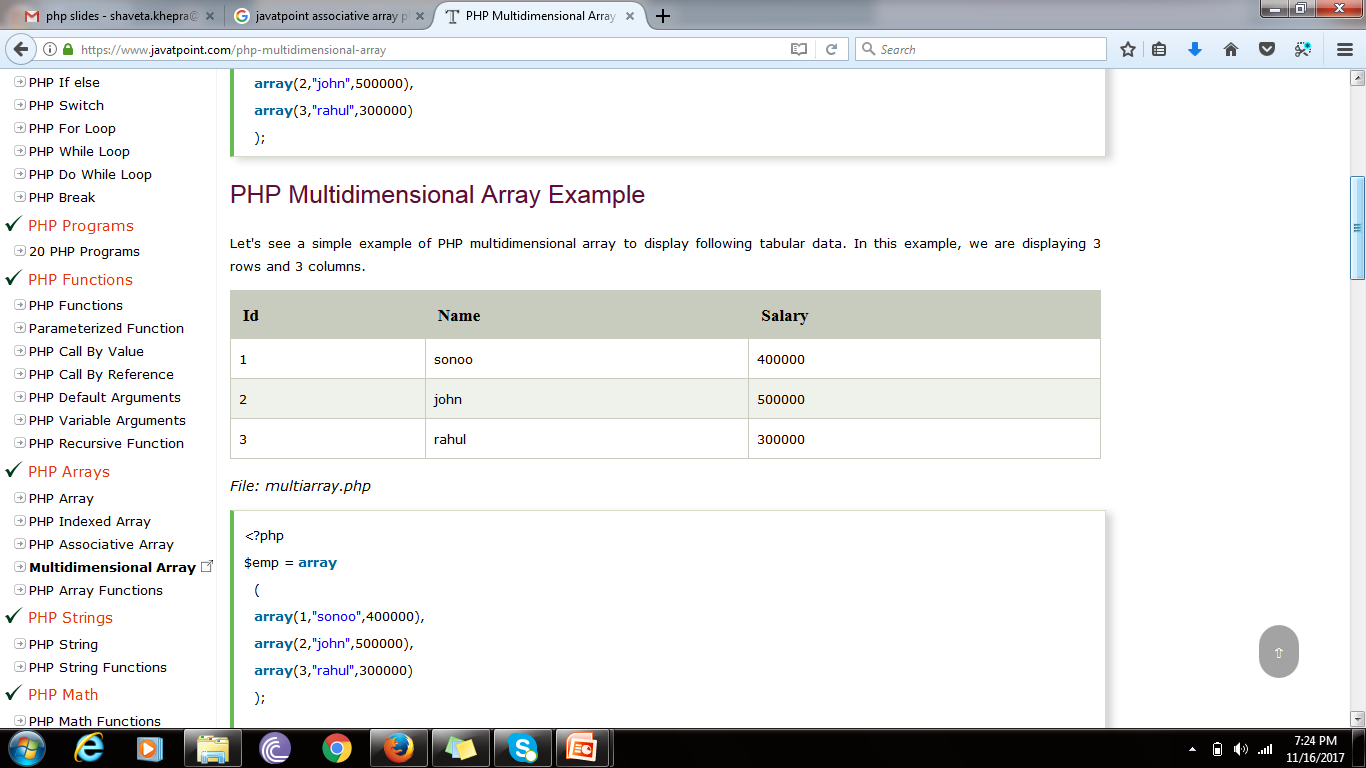 php slides - shaveta.khepra@
javatpoint associative array p
PHP Multidimensional Array
https://www.javatpoint.com/php-multidimensional-array
Search
PHP If else
PHP Switch
PHP For Loop
PHP While Loop
PHP Do While Loop
PHP Break
PHP Programs
20 PHP Programs
PHP Functions
PHP Functions
Parameterized Function
PHP Call By Value
PHP Call By Reference
PHP Default Arguments
PHP Variable Arguments
PHP Recursive Function
PHP Arrays
PHP Array
PHP Indexed Array
PHP Associative Array
Multidimensional Array
PHP Array Functions
PHP Strings
PHP String
PHP String Functions
PHP Math
PHP Math Functions
array(2,"john",500000),
array(3,"rahul",300000)
);
PHP Multidimensional Array Example
Let's see a simple example of PHP multidimensional array to display following tabular data. In this example, we are displaying 3
rows and 3 columns.
Id Name Salary
1 sonoo 400000
2 john 500000
3 rahul 300000
File: multiarray.php
<?php
$emp = array
(
array(1,"sonoo",400000),
array(2,"john",500000),
array(3,"rahul",300000)
);
7:24 PM
11/16/2017